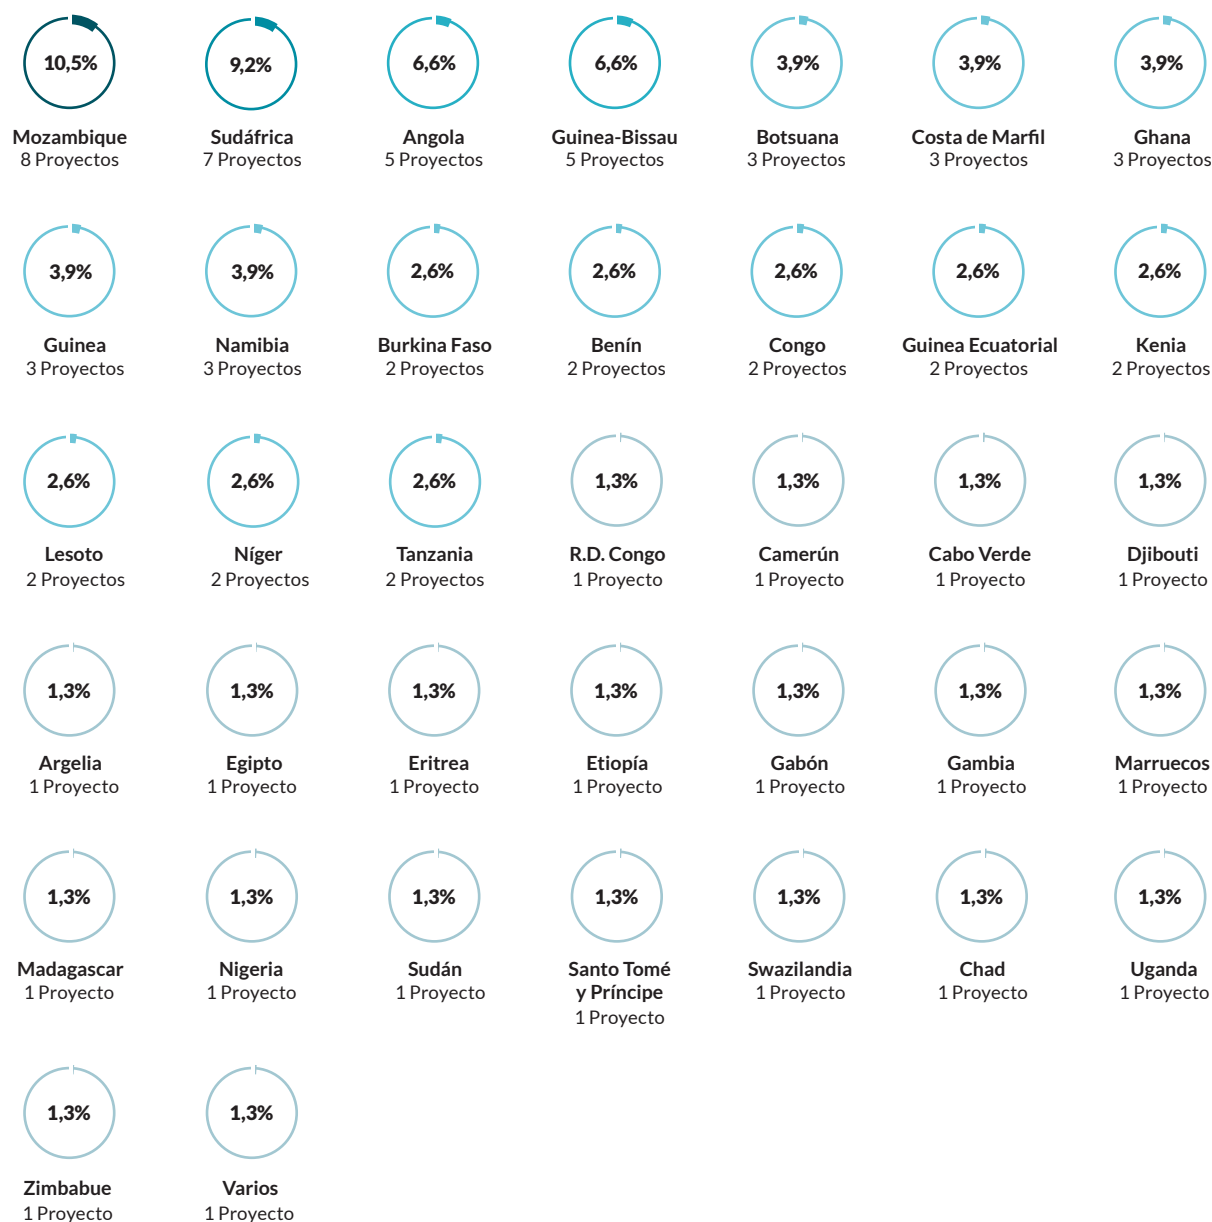 10,5%
9,2%
6,6%
6,6%
3,9%
3,9%
3,9%
Mozambique
8 Proyectos
Sudáfrica
7 Proyectos
Angola
5 Proyectos
Guinea-Bissau
5 Proyectos
Botsuana
3 Proyectos
Costa de Marfil
3 Proyectos
Ghana
3 Proyectos
3,9%
3,9%
2,6%
2,6%
2,6%
2,6%
2,6%
Guinea
3 Proyectos
Namibia
3 Proyectos
Burkina Faso
2 Proyectos
Benín
2 Proyectos
Congo
2 Proyectos
Guinea Ecuatorial
2 Proyectos
Kenia
2 Proyectos
2,6%
2,6%
2,6%
1,3%
1,3%
1,3%
1,3%
Lesoto
2 Proyectos
Níger
2 Proyectos
Tanzania
2 Proyectos
R.D. Congo
1 Proyecto
Camerún
1 Proyecto
Cabo Verde
1 Proyecto
Djibouti
1 Proyecto
1,3%
1,3%
1,3%
1,3%
1,3%
1,3%
1,3%
Argelia
1 Proyecto
Egipto
1 Proyecto
Eritrea
1 Proyecto
Etiopía
1 Proyecto
Gabón
1 Proyecto
Gambia
1 Proyecto
Marruecos
1 Proyecto
1,3%
1,3%
1,3%
1,3%
1,3%
1,3%
1,3%
Madagascar
1 Proyecto
Nigeria
1 Proyecto
Sudán
1 Proyecto
Santo Tomé
y Príncipe
1 Proyecto
Swazilandia
1 Proyecto
Chad
1 Proyecto
Uganda
1 Proyecto
1,3%
1,3%
Zimbabue
1 Proyecto
Varios
1 Proyecto